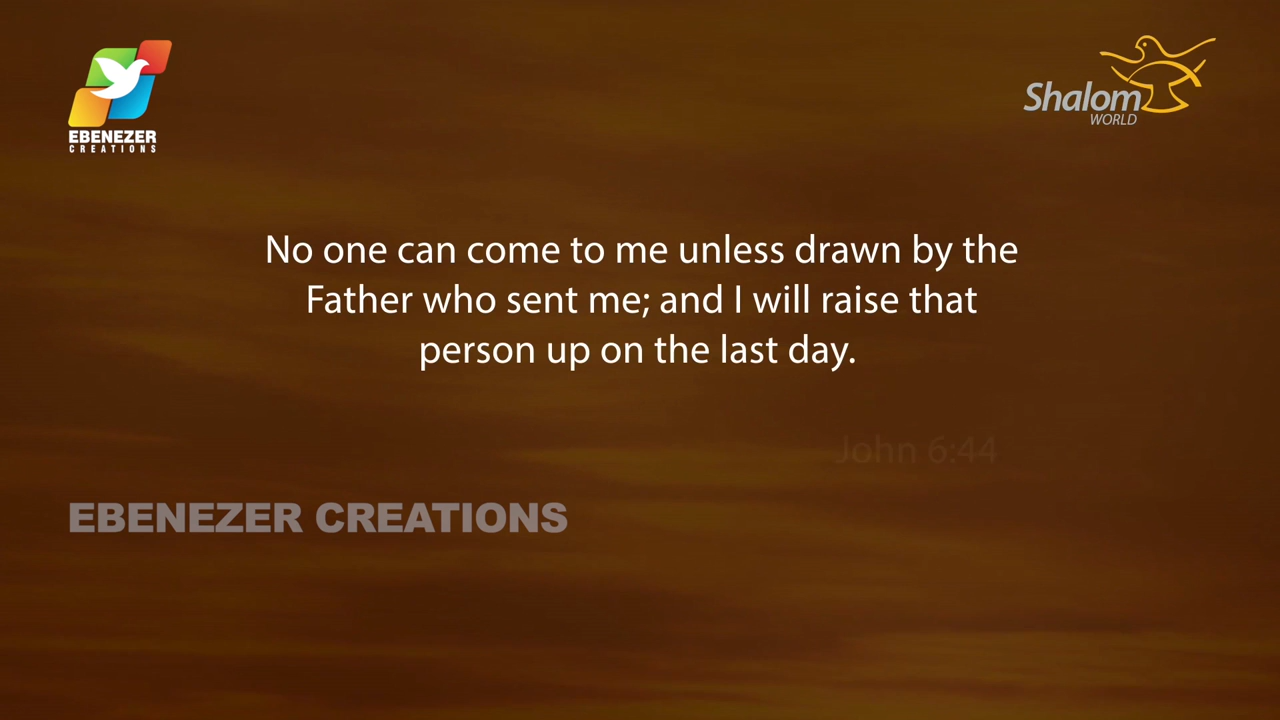 EBENEZER
CREATIONS
Shalom
WORLD
No one can come to me unless drawn by the
Father who sent me; and I will raise that
person up on the last day.
John 6:44
EBENEZER CREATIONS